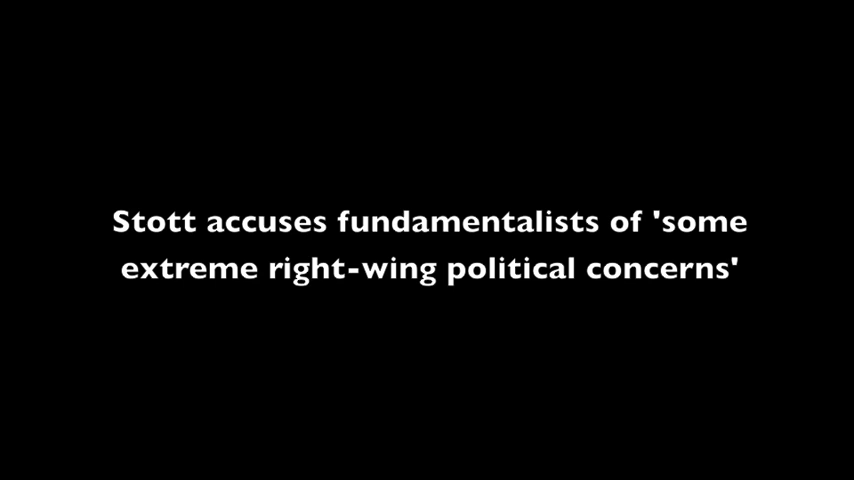 Stott accuses fundamentalists of 'some
extreme right-wing political concerns'